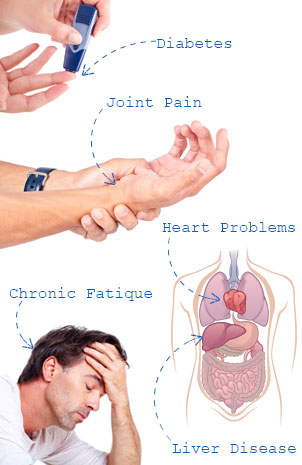 Diabetes
Joint Pain
Heart Problems
Chronic Fatique
Liver Disease